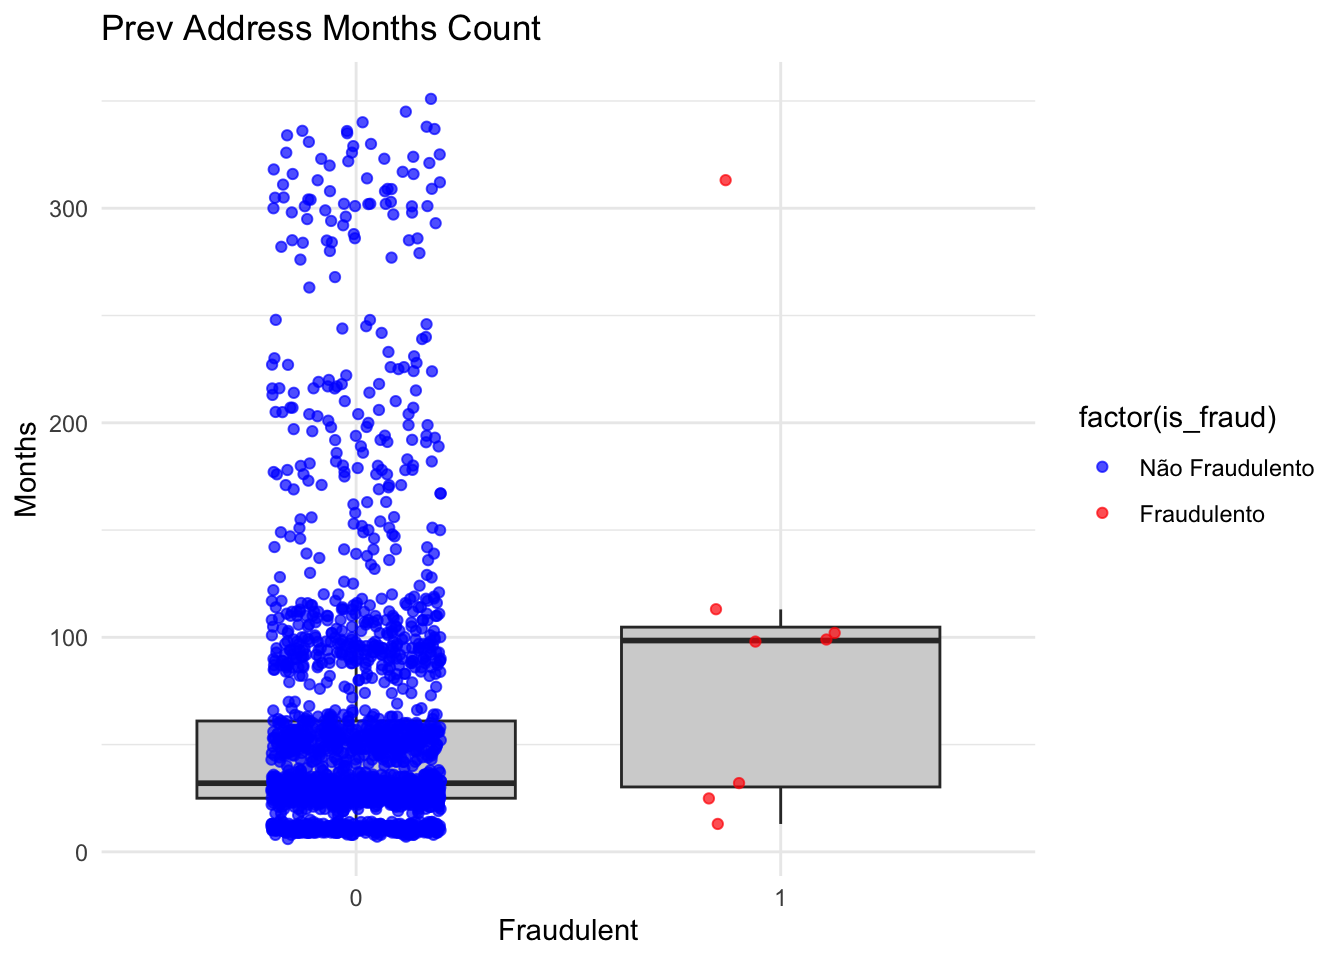 Prev Address Months Count
Months
300
200
100
0
0
1
Fraudulent
factor(is_fraud)
Não Fraudulento
Fraudulento